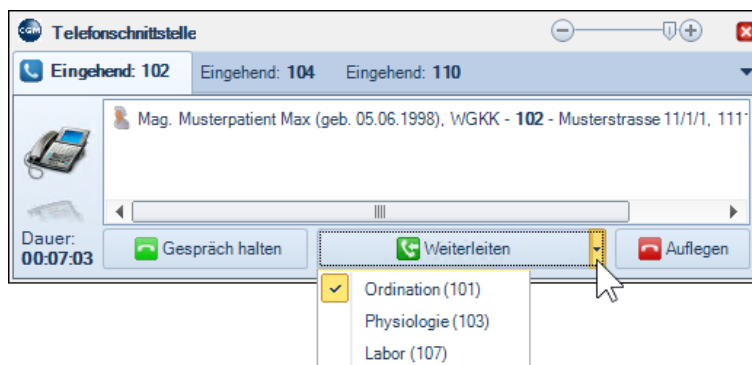 CGM Telefonschnittstelle
Eingehend: 102 Eingehend: 104 Eingehend: 110
Mag. Musterpatient Max (geb. 05.06.1998), WGKK - 102 - Musterstrasse 11/1/1, 111
Dauer:
00:07:03
Gespräch halten Weiterleiten Auflegen
Ordination (101)
Physiologie (103)
Labor (107)